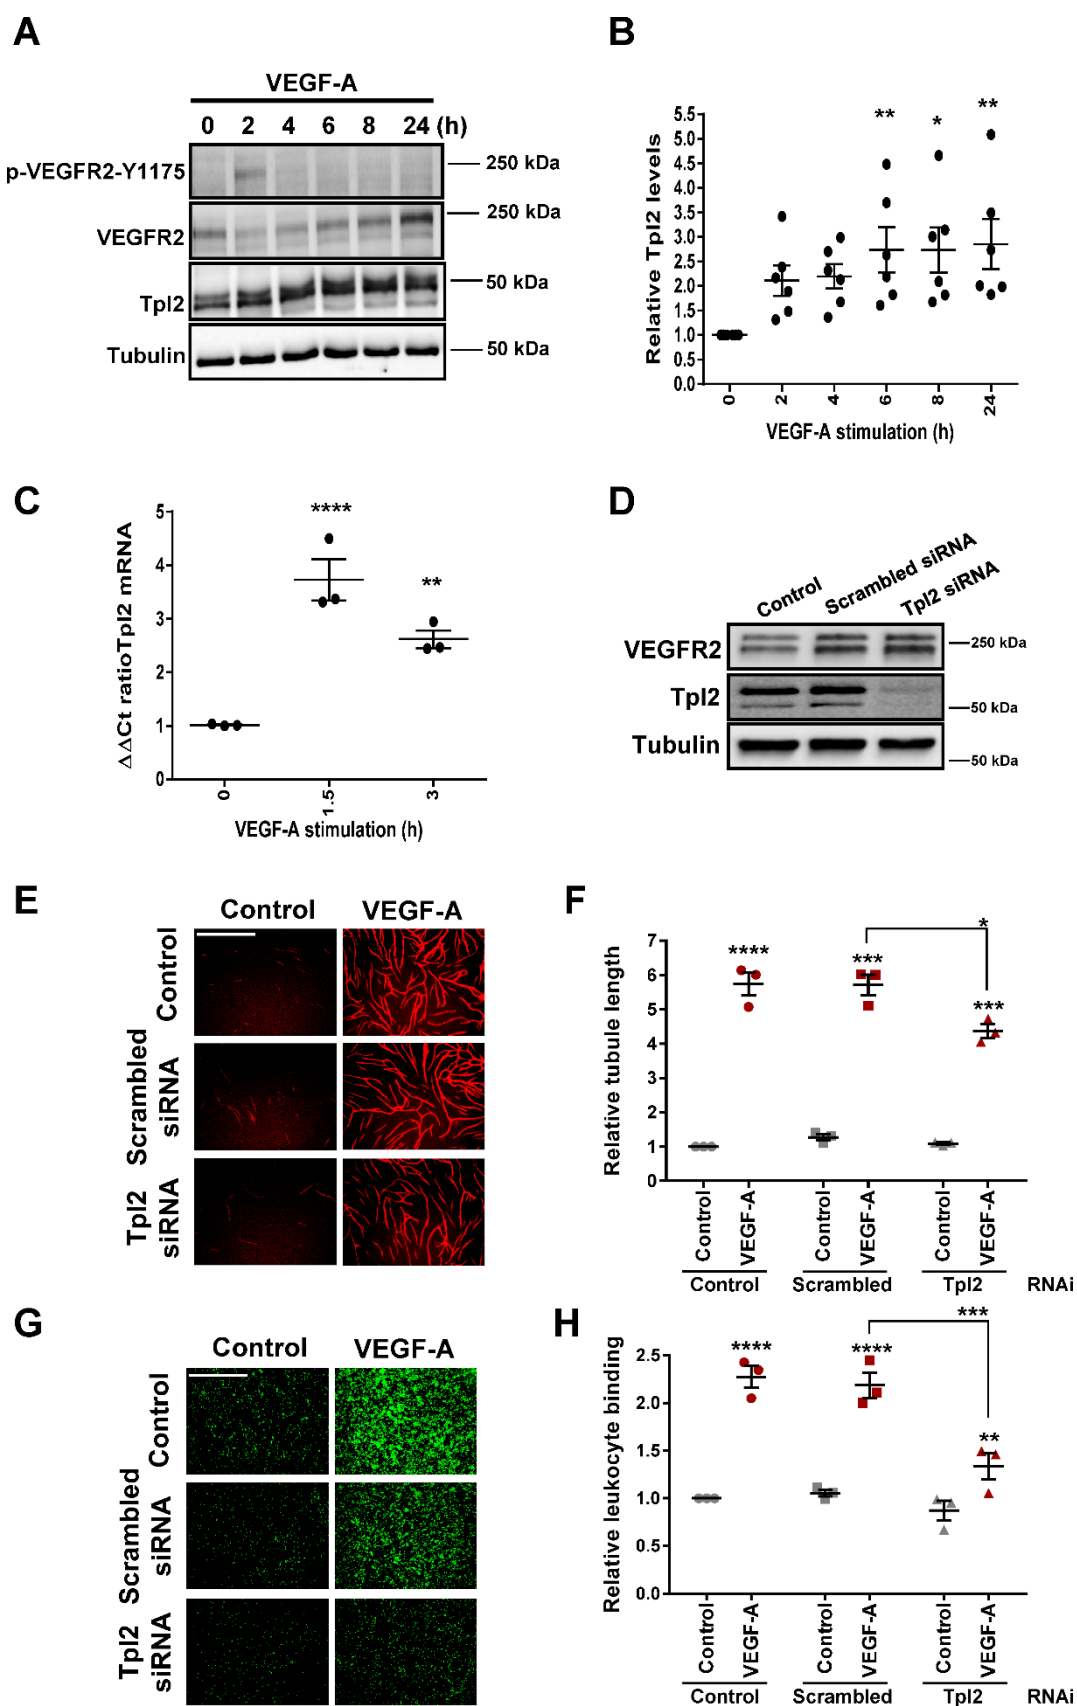 A
VEGF-A
0 2 4 6 8 24 (h)
p-VEGFR2-Y1175
250 kDa
VEGFR2
250 kDa
Tpl2
50 kDa
Tubulin
50 kDa
B
Relative Tpl2 levels
5.5
5.0
4.5
4.0
3.5
3.0
2.5
2.0
1.5
1.0
0.5
0.0
** * **
0 2 4 6 8 24
VEGF-A stimulation (h)
C
ΔΔCt ratioTpl2 mRNA
5
4
3
2
1
0
****
**
0 1.5 3
VEGF-A stimulation (h)
D
Control Scrambled siRNA Tpl2 siRNA
VEGFR2
250 kDa
Tpl2
50 kDa
Tubulin
50 kDa
E
Control VEGF-A
Control
Scrambled
siRNA
Tpl2
siRNA
F
Relative tubule length
7
6
5
4
3
2
1
0
*
**** *** ***
Control VEGF-A Control VEGF-A Control VEGF-A
Control Scrambled Tpl2 RNAi
G
Control VEGF-A
Control
Scrambled
siRNA
Tpl2
siRNA
H
Relative leukocyte binding
2.5
2.0
1.5
1.0
0.5
0.0
***
**** **** **
Control VEGF-A Control VEGF-A Control VEGF-A
Control Scrambled Tpl2 RNAi